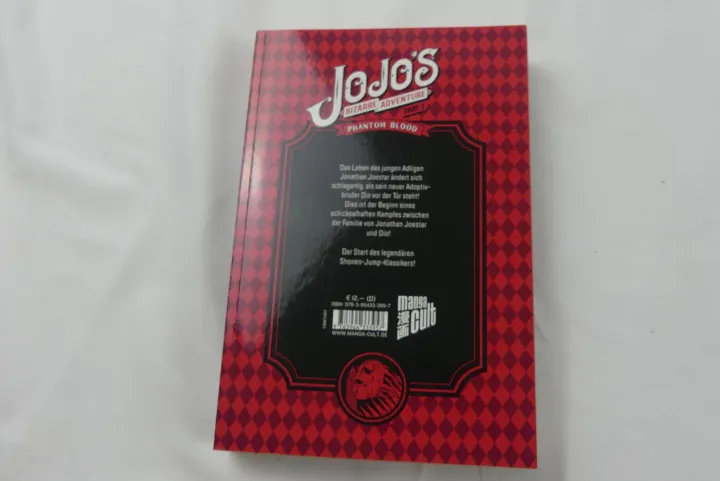 JOJO'S
BIZARRE ADVENTURE
PART 1
PHANTOM BLOOD
Das Leben des jungen Adligen
Jonathan Joestar ändert sich
schlagartig, als sein neuer Adoptiv-
bruder Dio vor der Tür steht!
Dies ist der Beginn eines
schicksalhaften Kampfes zwischen
der Familie von Jonathan Joestar
und Dio!
Der Start des legendären
Shonen-Jump-Klassikers!
€ 12,— (D)
WWW.MANGA-CULT.DE
manga
cult
漫画